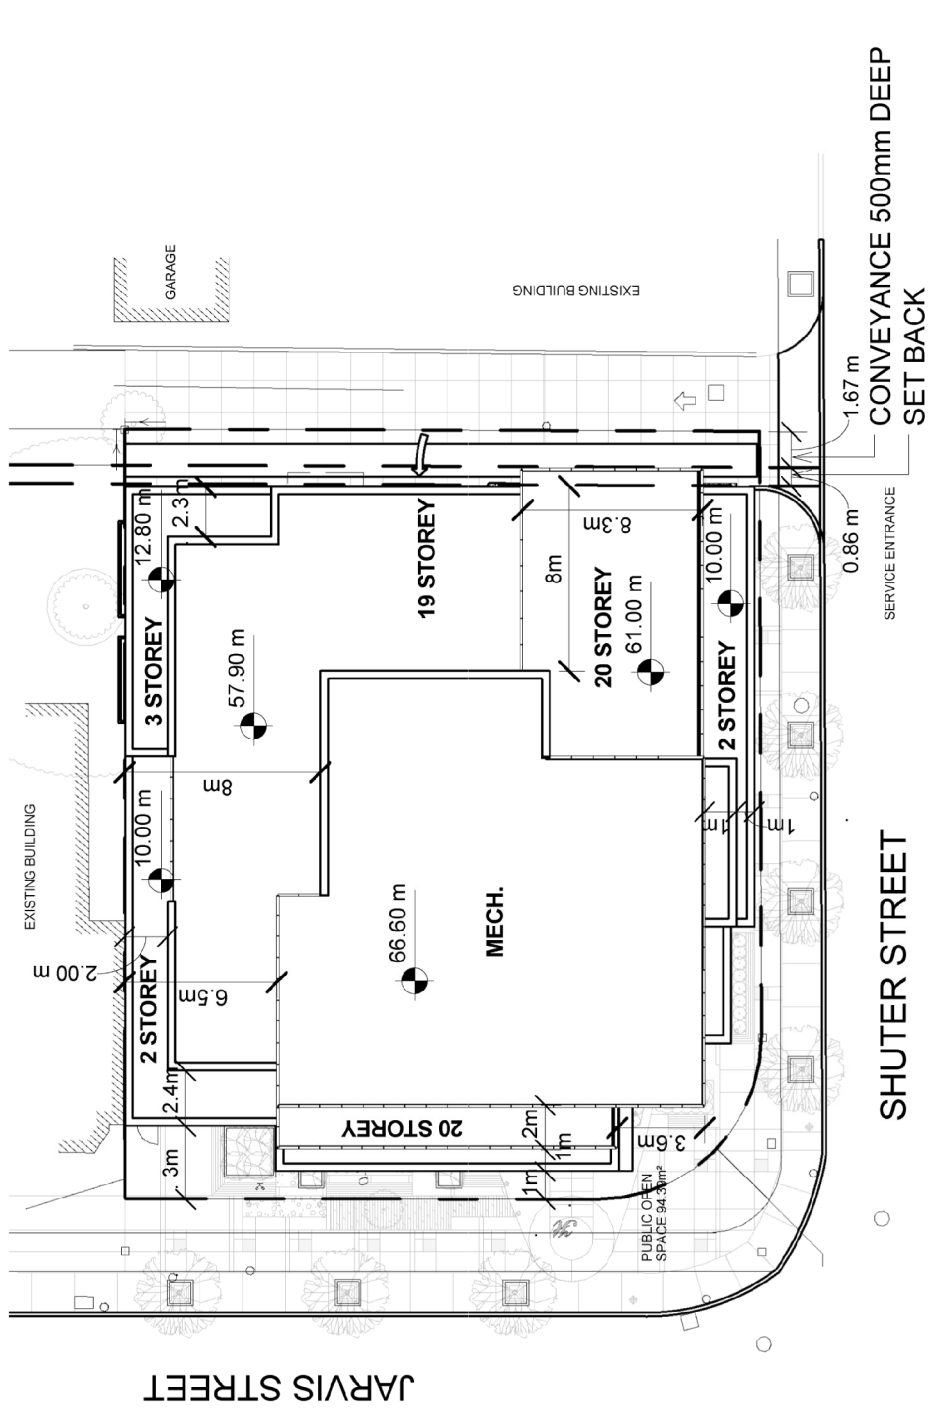 GARAGE
EXISTING BUILDING
CONVEYANCE 500mm DEEP
SET BACK
1.67 m
0.86 m
SERVICE ENTRANCE
12.80 m
2.3m
3 STOREY
19 STOREY
8.3m
8m
20 STOREY
61.00 m
10.00 m
2 STOREY
57.90 m
8m
10.00 m
EXISTING BUILDING
2.00 m
2 STOREY
6.5m
66.60 m
MECH.
1m
1m
2.4m
3m
20 STOREY
2m
1m
1m
3.6m
PUBLIC OPEN
SPACE 94.39m²
SHUTER STREET
JARVIS STREET